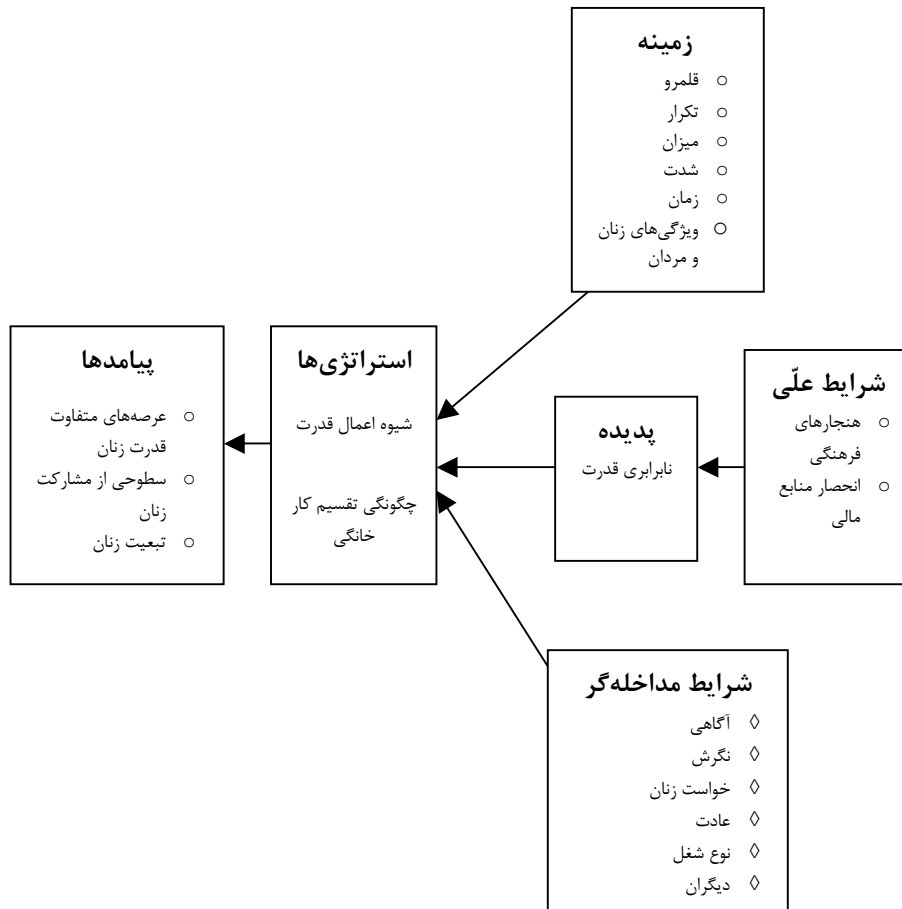 زمینه
قلمرو
تکرار
میزان
شدت
زمان
ویژگی‌های زنان
و مردان
شرایط علّی
هنجارهای
فرهنگی
انحصار منابع
مالی
پدیده
نابرابری قدرت
استراتژی‌ها
شیوه اعمال قدرت
چگونگی تقسیم کار
خانگی
پیامدها
عرصه‌های متفاوت
قدرت زنان
سطوحی از مشارکت
زنان
تبعیت زنان
شرایط مداخله‌گر
آگاهی
نگرش
خواست زنان
عادت
نوع شغل
دیگران